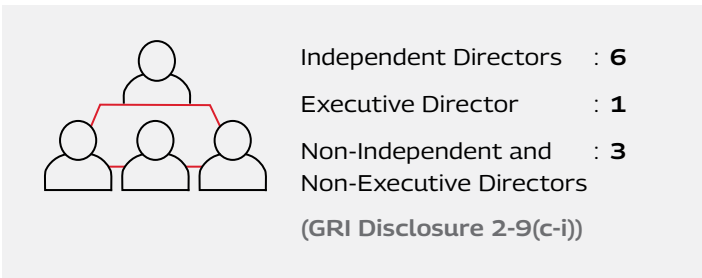 Independent Directors : 6
Executive Director : 1
Non-Independent and : 3
Non-Executive Directors
(GRI Disclosure 2-9(c-i))